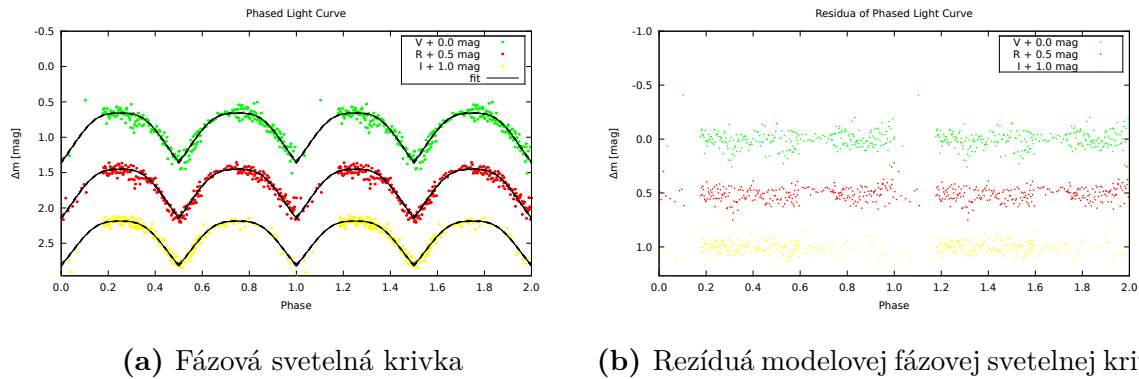 Phased Light Curve
-0.5
0.0
0.5
1.0
1.5
2.0
2.5
Δm [mag]
V + 0.0 mag
R + 0.5 mag
I + 1.0 mag
fit
0.0 0.2 0.4 0.6 0.8 1.0 1.2 1.4 1.6 1.8 2.0
Phase
(a) Fázová svetelná krivka
Residua of Phased Light Curve
-1.0
-0.5
0.0
0.5
1.0
Δm [mag]
V + 0.0 mag
R + 0.5 mag
I + 1.0 mag
0.0 0.2 0.4 0.6 0.8 1.0 1.2 1.4 1.6 1.8 2.0
Phase
(b) Rezíduá modelovej fázovej svetelnej kri